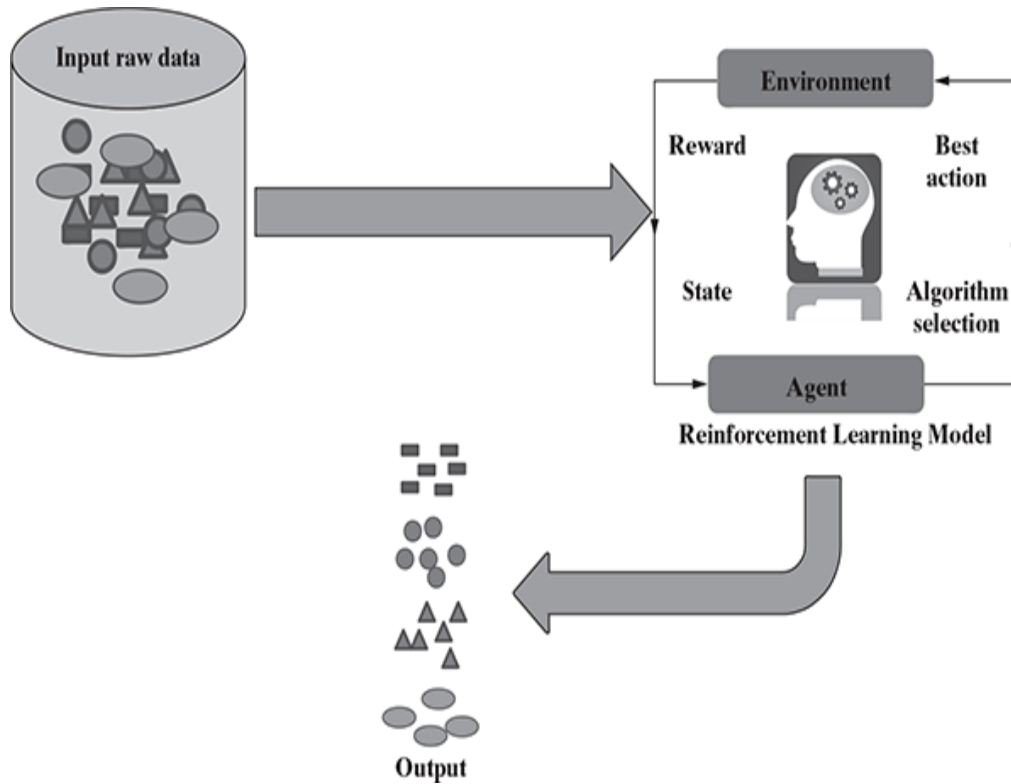 Input raw data
Environment
Reward
Best
action
State
Algorithm
selection
Agent
Reinforcement Learning Model
Output